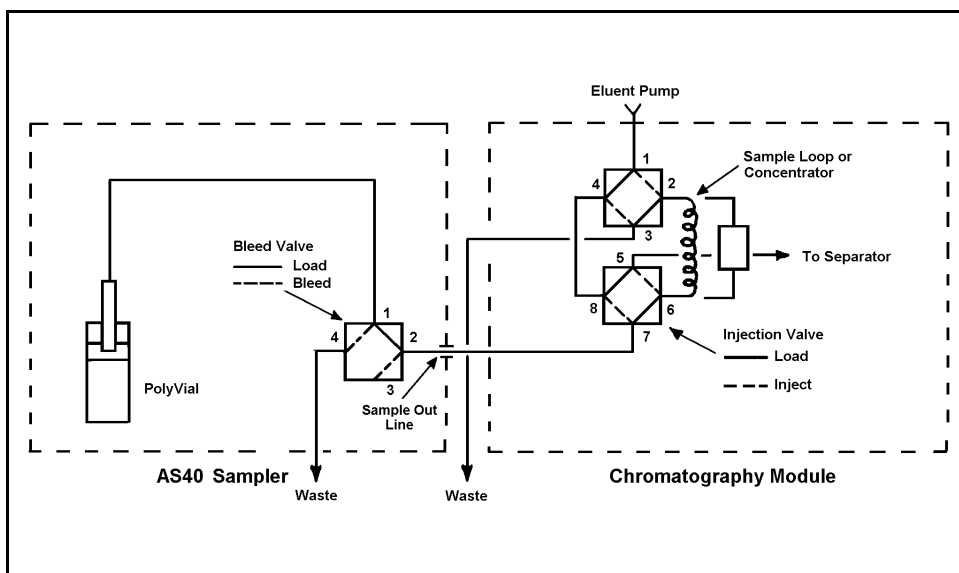 Eluent Pump
1
4
2
3
Sample Loop or
Concentrator
5
To Separator
8
6
7
Injection Valve
Load
Inject
Bleed Valve
Load
Bleed
1
4
2
3
PolyVial
Sample Out
Line
AS40 Sampler
Waste
Waste
Chromatography Module